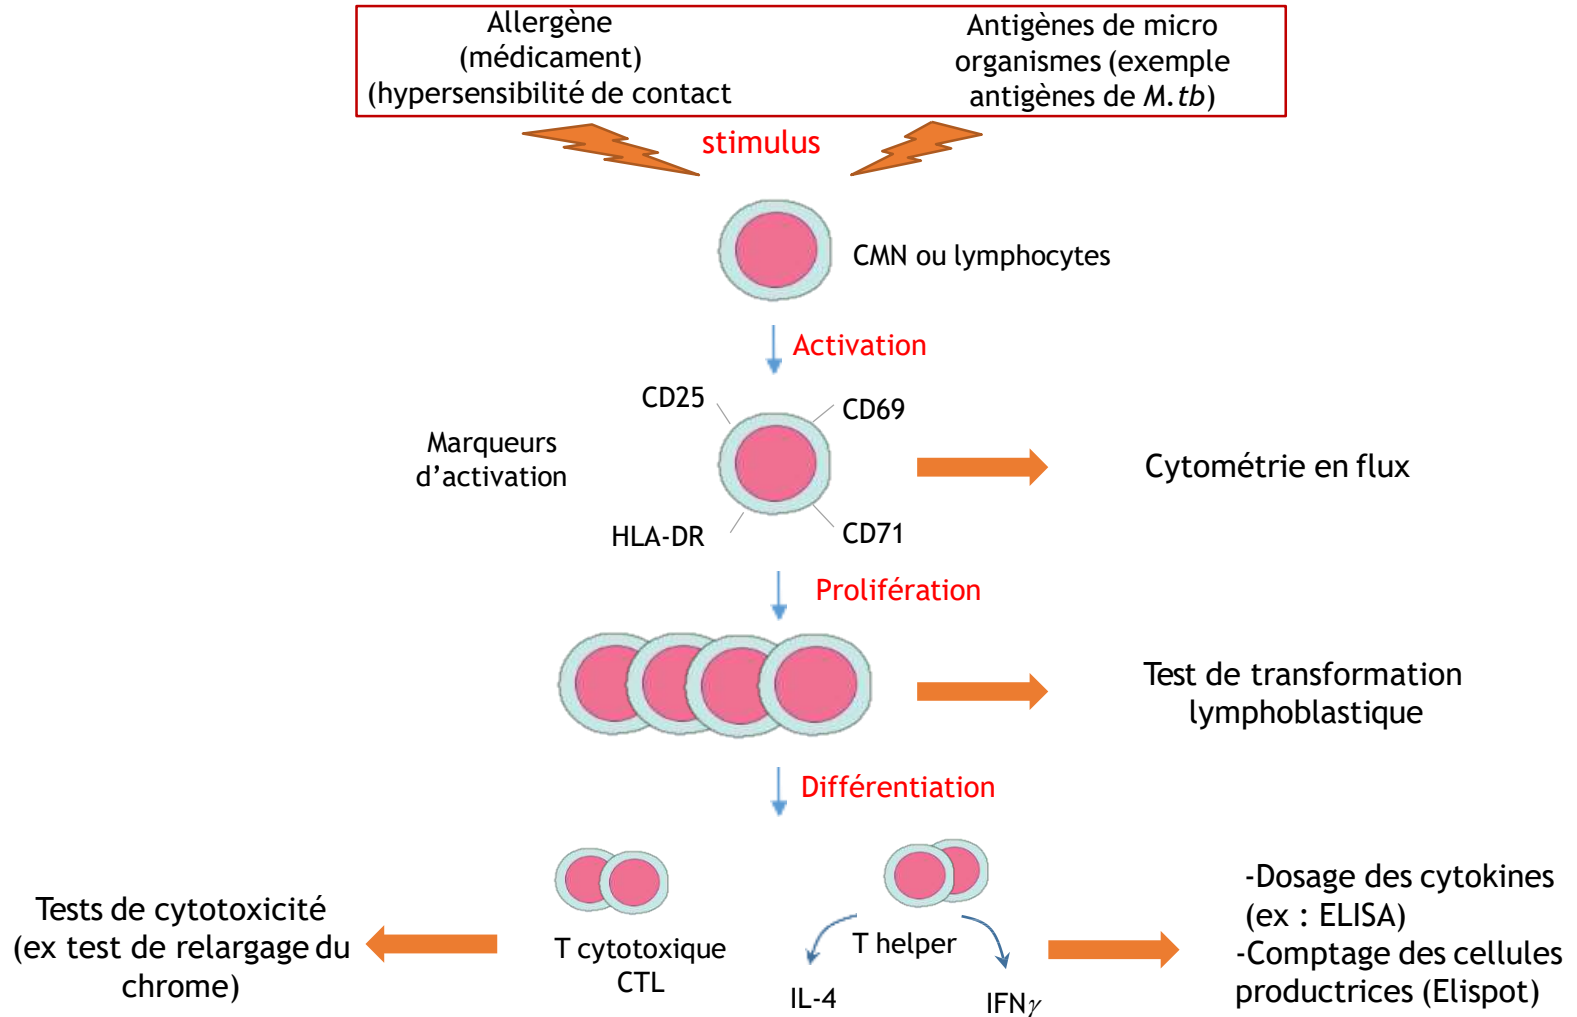 Allergène
(médicament)
(hypersensibilité de contact
Antigènes de micro
organismes (exemple
antigènes de M.tb)
stimulus
CMN ou lymphocytes
Activation
CD25
CD69
Marqueurs
d’activation
Cytométrie en flux
HLA-DR
CD71
Prolifération
Test de transformation
lymphoblastique
Différentiation
Tests de cytotoxicité
(ex test de relargage du
chrome)
T cytotoxique
CTL
T helper
IL-4
IFNγ
-Dosage des cytokines
(ex : ELISA)
-Comptage des cellules
productrices (Elispot)